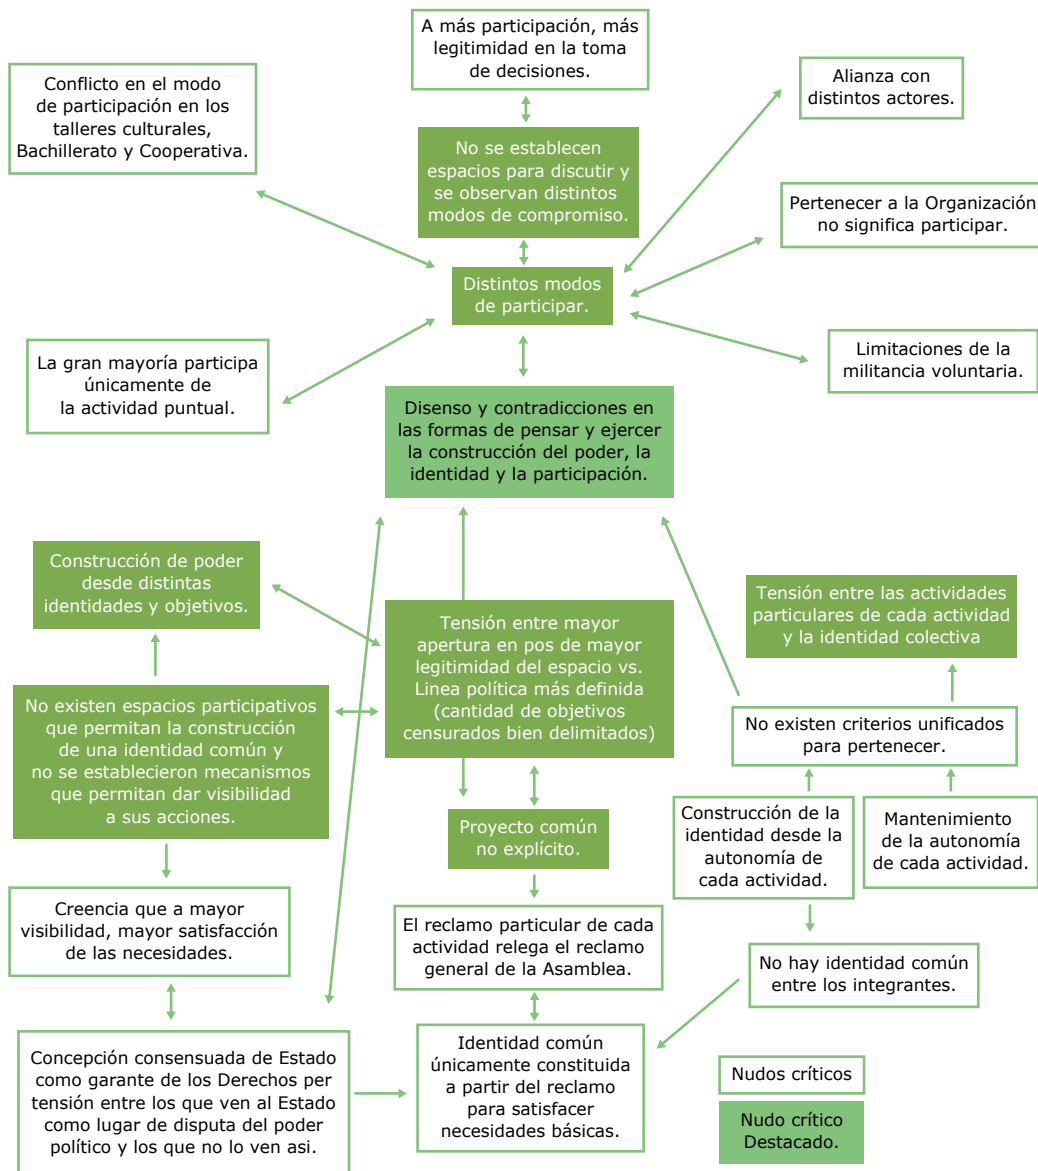 A más participación, más
legitimidad en la toma
de decisiones.
Conflicto en el modo
de participación en los
talleres culturales,
Bachillerato y Cooperativa.
Alianza con
distintos actores.
No se establecen
espacios para discutir y
se observan distintos
modos de compromiso.
Pertenecer a la Organización
no significa participar.
Distintos modos
de participar.
La gran mayoría participa
únicamente de
la actividad puntual.
Limitaciones de la
militancia voluntaria.
Disenso y contradicciones en
las formas de pensar y ejercer
la construcción del poder, la
identidad y la participación.
Construcción de poder
desde distintas
identidades y objetivos.
Tensión entre mayor
apertura en pos de mayor
legitimidad del espacio vs.
Linea política más definida
(cantidad de objetivos
censurados bien delimitados)
Tensión entre las actividades
particulares de cada actividad
y la identidad colectiva
No existen espacios participativos
que permitan la construcción
de una identidad común y
no se establecieron mecanismos
que permitan dar visibilidad
a sus acciones.
No existen criterios unificados
para pertenecer.
Proyecto común
no explícito.
Construcción de la
identidad desde la
autonomía de
cada actividad.
Mantenimiento
de la autonomía
de cada actividad.
Creencia que a mayor
visibilidad, mayor satisfacción
de las necesidades.
El reclamo particular de cada
actividad relega el reclamo
general de la Asamblea.
No hay identidad común
entre los integrantes.
Concepción consensuada de Estado
como garante de los Derechos per
tensión entre los que ven al Estado
como lugar de disputa del poder
político y los que no lo ven asi.
Identidad común
únicamente constituida
a partir del reclamo
para satisfacer
necesidades básicas.
Nudos críticos
Nudo crítico
Destacado.